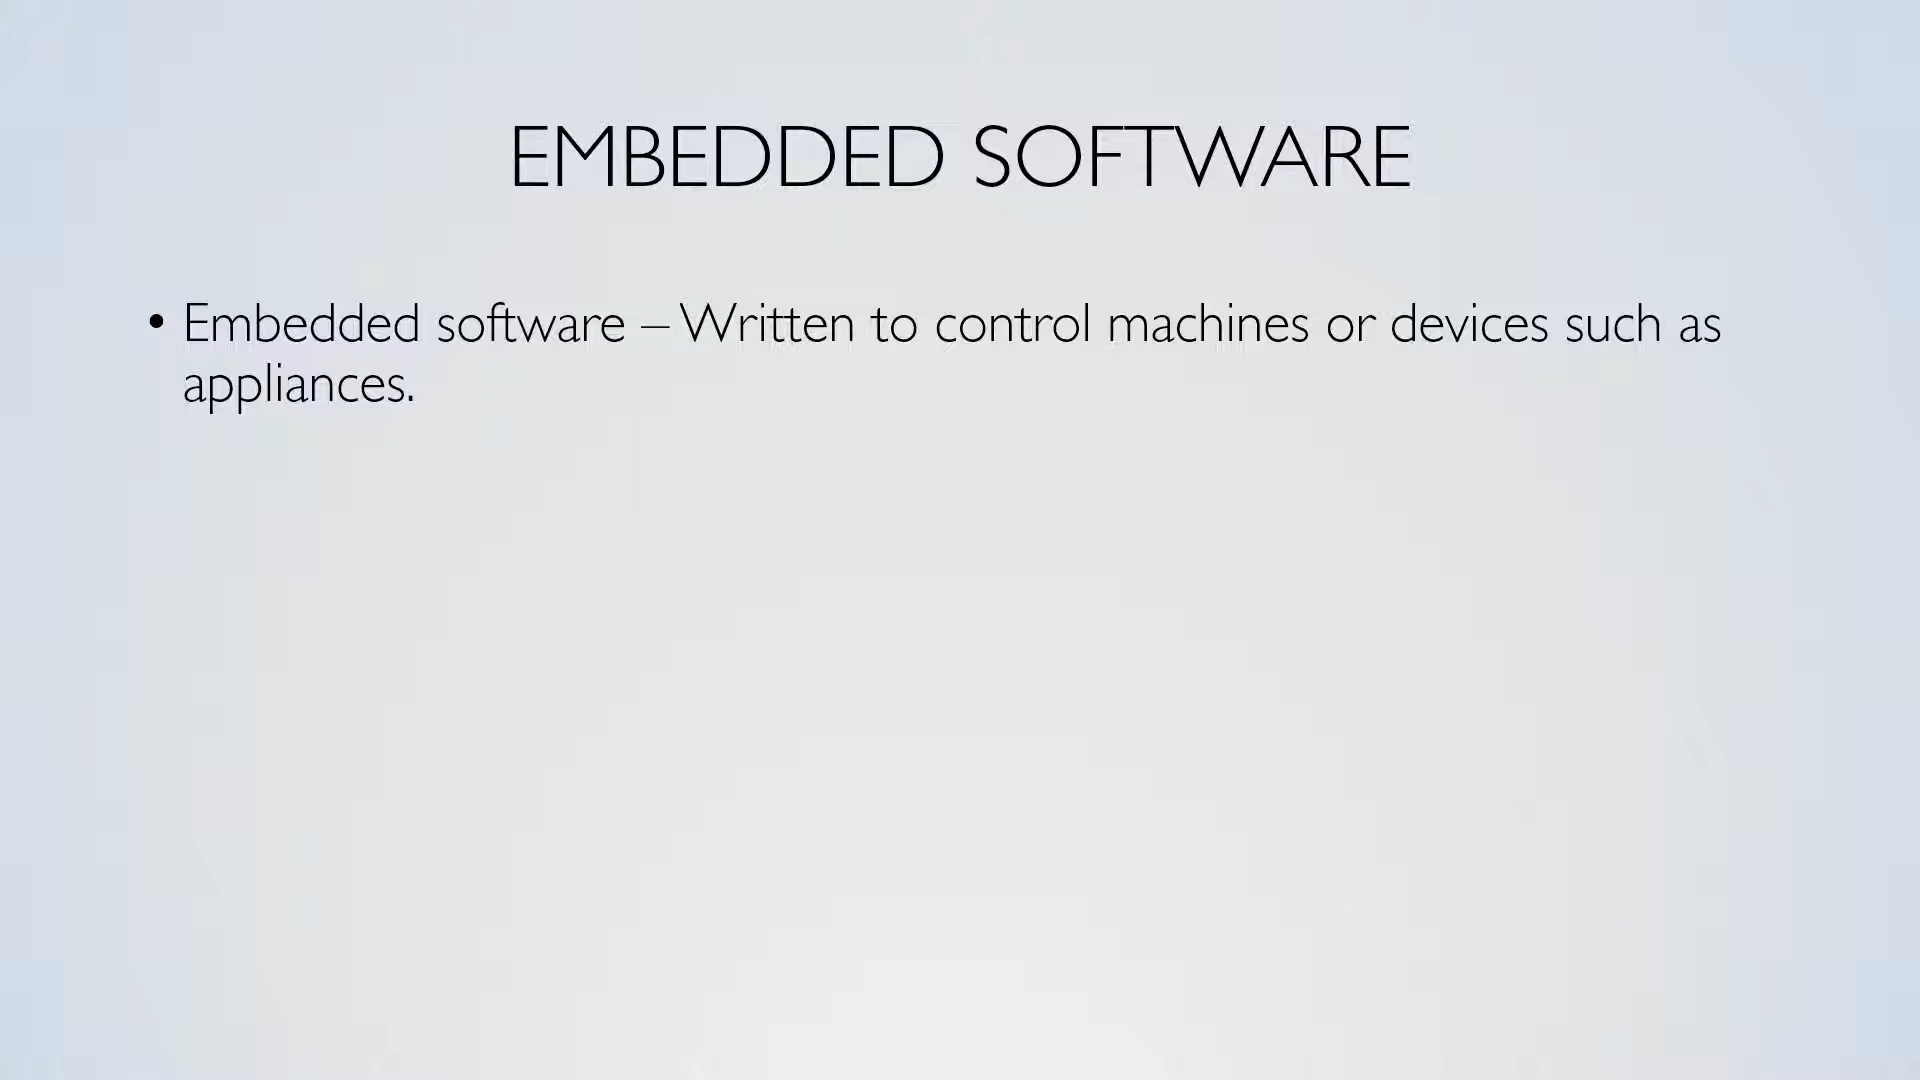 EMBEDDED SOFTWARE
• Embedded software – Written to control machines or devices such as
appliances.